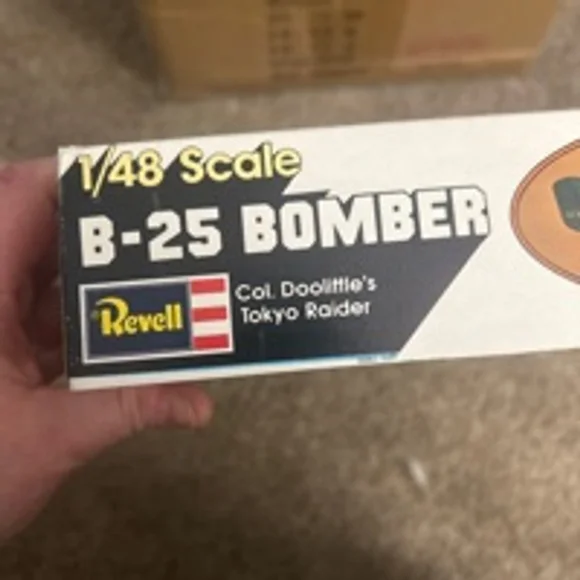 1/48 Scale
B-25 BOMBER
Revell
Col. Doolittle's
Tokyo Raider